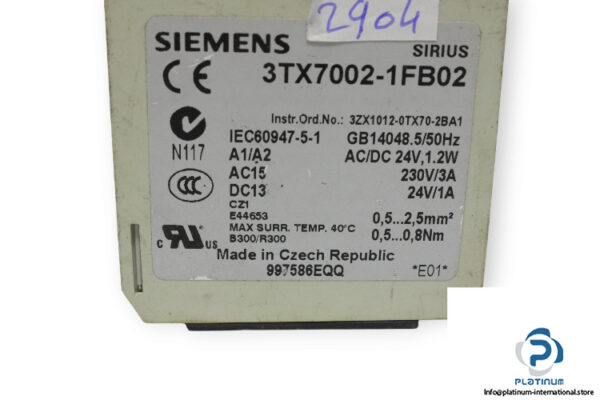 2904
SIEMENS SIRIUS
CE 3TX7002-1FB02
Instr.Ord.No.: 3ZX1012-0TX70-2BA1
IEC60947-5-1 GB14048.5/50Hz
N117 A1/A2 AC/DC 24V,1.2W
AC15 230V/3A
CCC DC13 24V/1A
CZ1
E44653 0,5...2,5mm²
MAX SURR. TEMP. 40°C
c RU US B300/R300 0,5...0,8Nm
Made in Czech Republic
997586EQQ *E01*
P
PLATINUM
Info@platinum-international.store